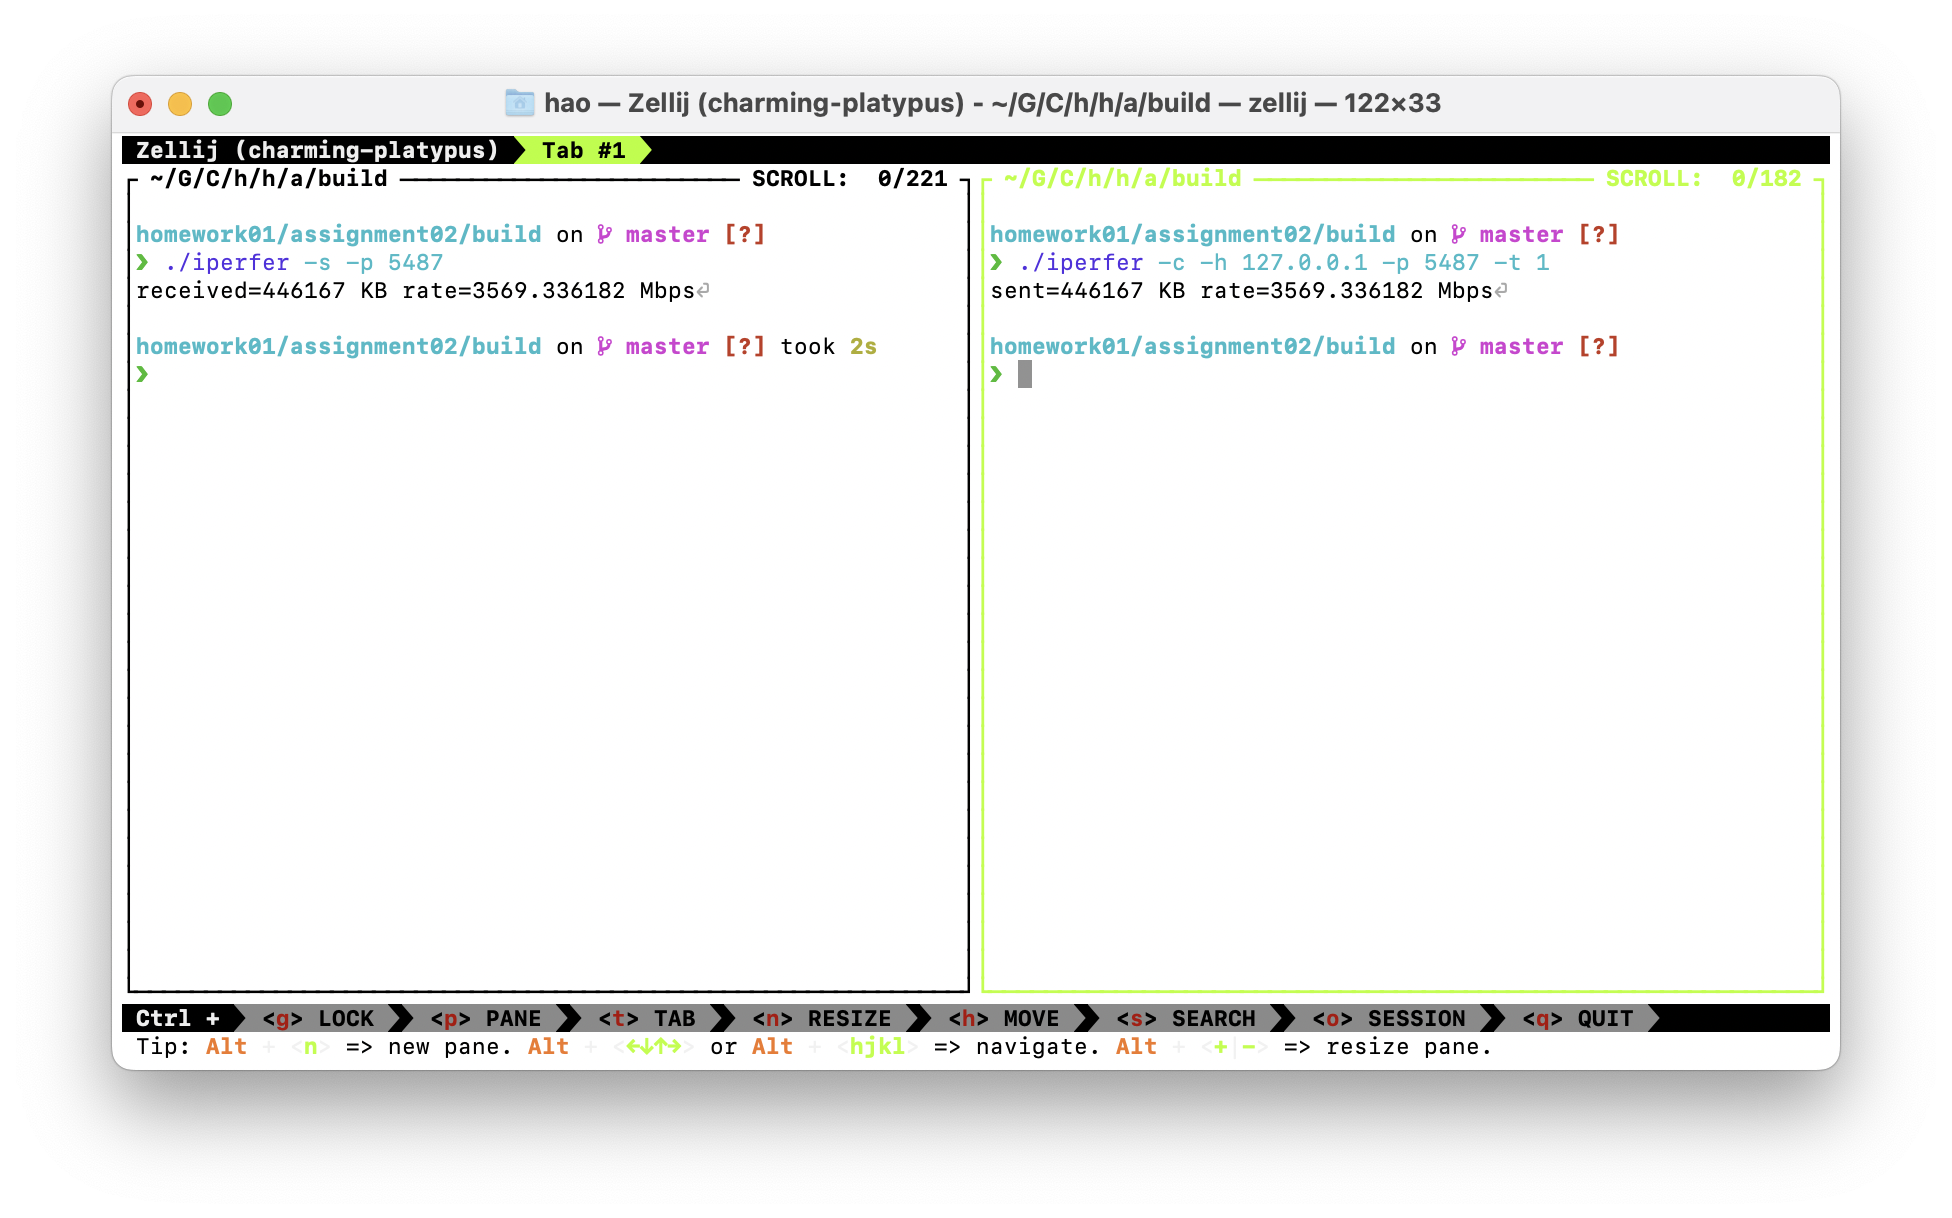 hao — Zellij (charming-platypus) - ~/G/C/h/h/a/build — zellij — 122×33
Zellij (charming-platypus) Tab #1
~/G/C/h/h/a/build SCROLL: 0/221
homework01/assignment02/build on master [?]
❯ ./iperfer -s -p 5487
received=446167 KB rate=3569.336182 Mbps⏎
homework01/assignment02/build on master [?] took 2s
❯
~/G/C/h/h/a/build SCROLL: 0/182
homework01/assignment02/build on master [?]
❯ ./iperfer -c -h 127.0.0.1 -p 5487 -t 1
sent=446167 KB rate=3569.336182 Mbps⏎
homework01/assignment02/build on master [?]
❯
Ctrl + <g> LOCK <p> PANE <t> TAB <n> RESIZE <h> MOVE <s> SEARCH <o> SESSION <q> QUIT
Tip: Alt + <n> => new pane. Alt + <←↓↑→> or Alt + <hjkl> => navigate. Alt + <+|-> => resize pane.